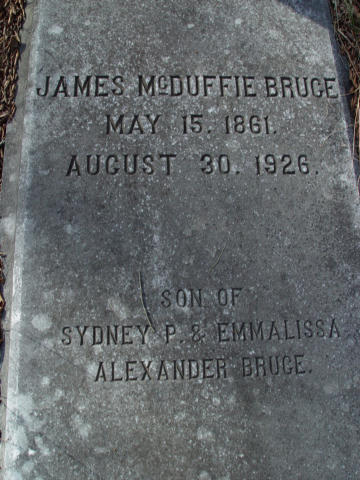 JAMES McDUFFIE BRUCE
MAY 15. 1861.
AUGUST 30. 1926.
SON OF
SYDNEY P. & EMMALISSA
ALEXANDER BRUCE.